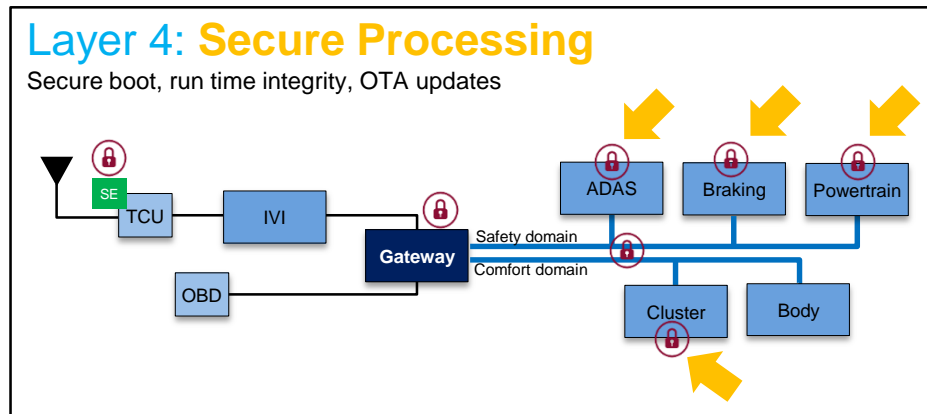 Layer 4: Secure Processing
Secure boot, run time integrity, OTA updates
SE
TCU
IVI
OBD
Gateway
Safety domain
Comfort domain
ADAS
Braking
Powertrain
Cluster
Body